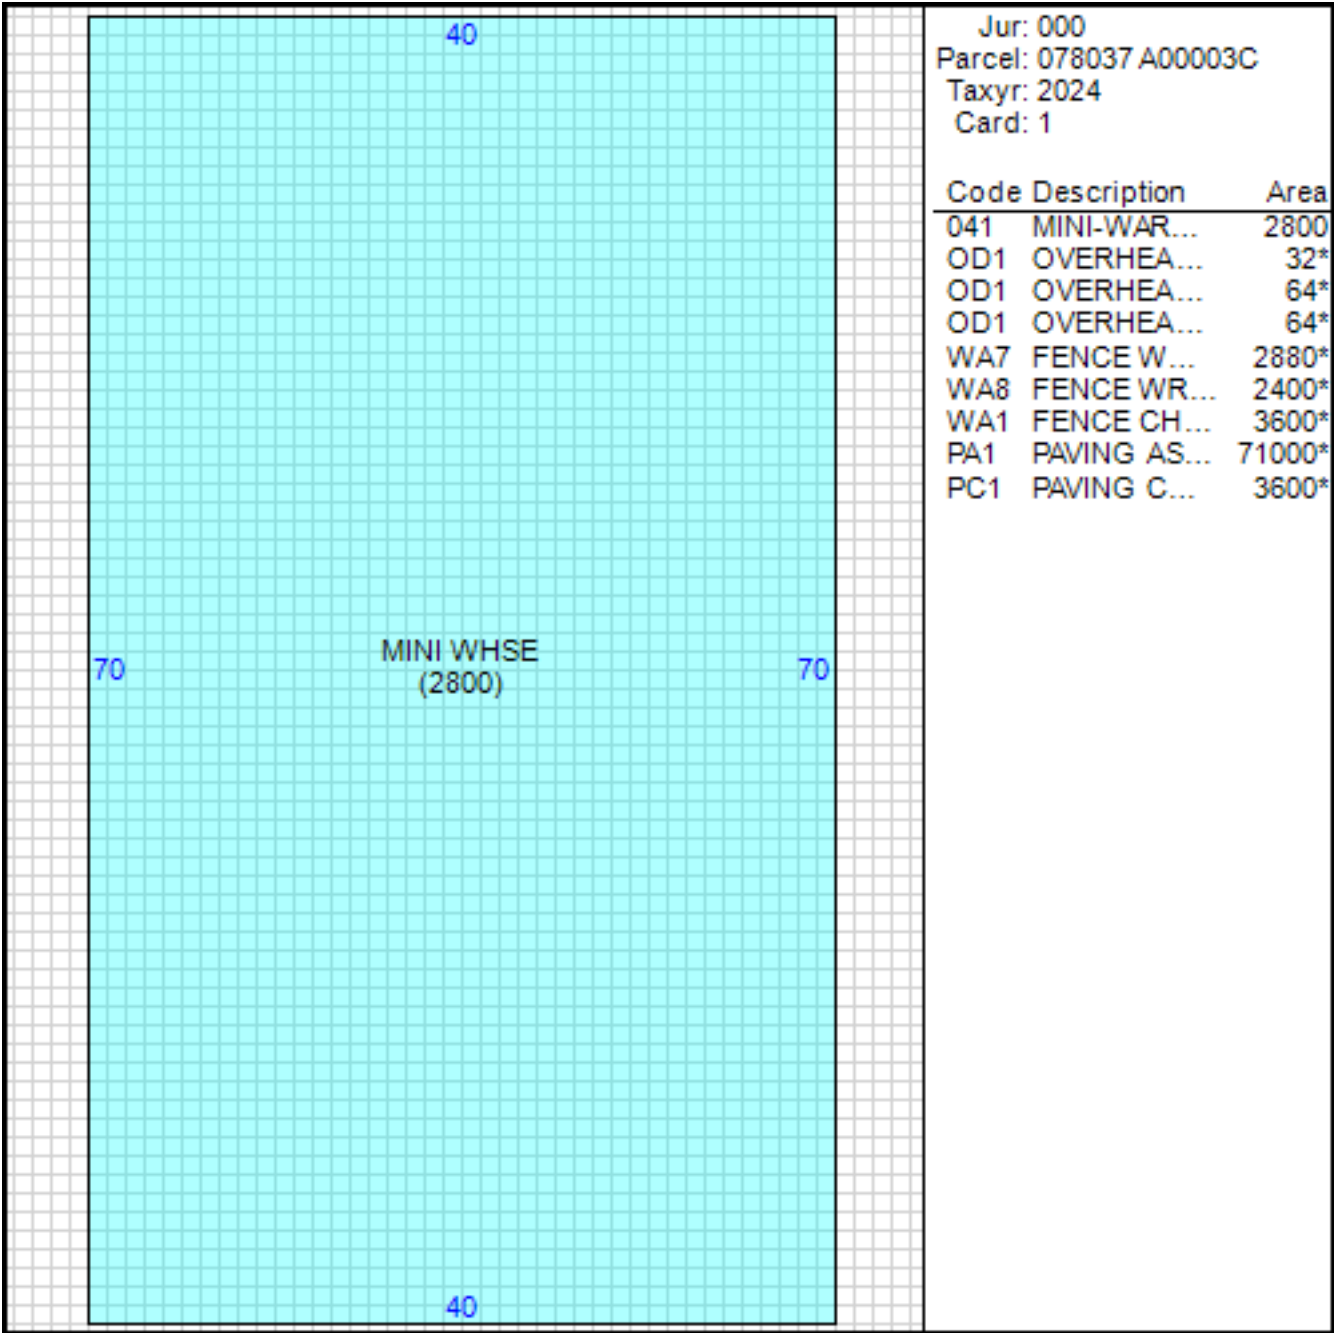 40
70
MINI WHSE
(2800)
70
40
Jur: 000
Parcel: 078037 A00003C
Taxyr: 2024
Card: 1
Code Description Area
041 MINI-WAR... 2800
OD1 OVERHEA... 32*
OD1 OVERHEA... 64*
OD1 OVERHEA... 64*
WA7 FENCE W... 2880*
WA8 FENCE WR... 2400*
WA1 FENCE CH... 3600*
PA1 PAVING AS... 71000*
PC1 PAVING C... 3600*